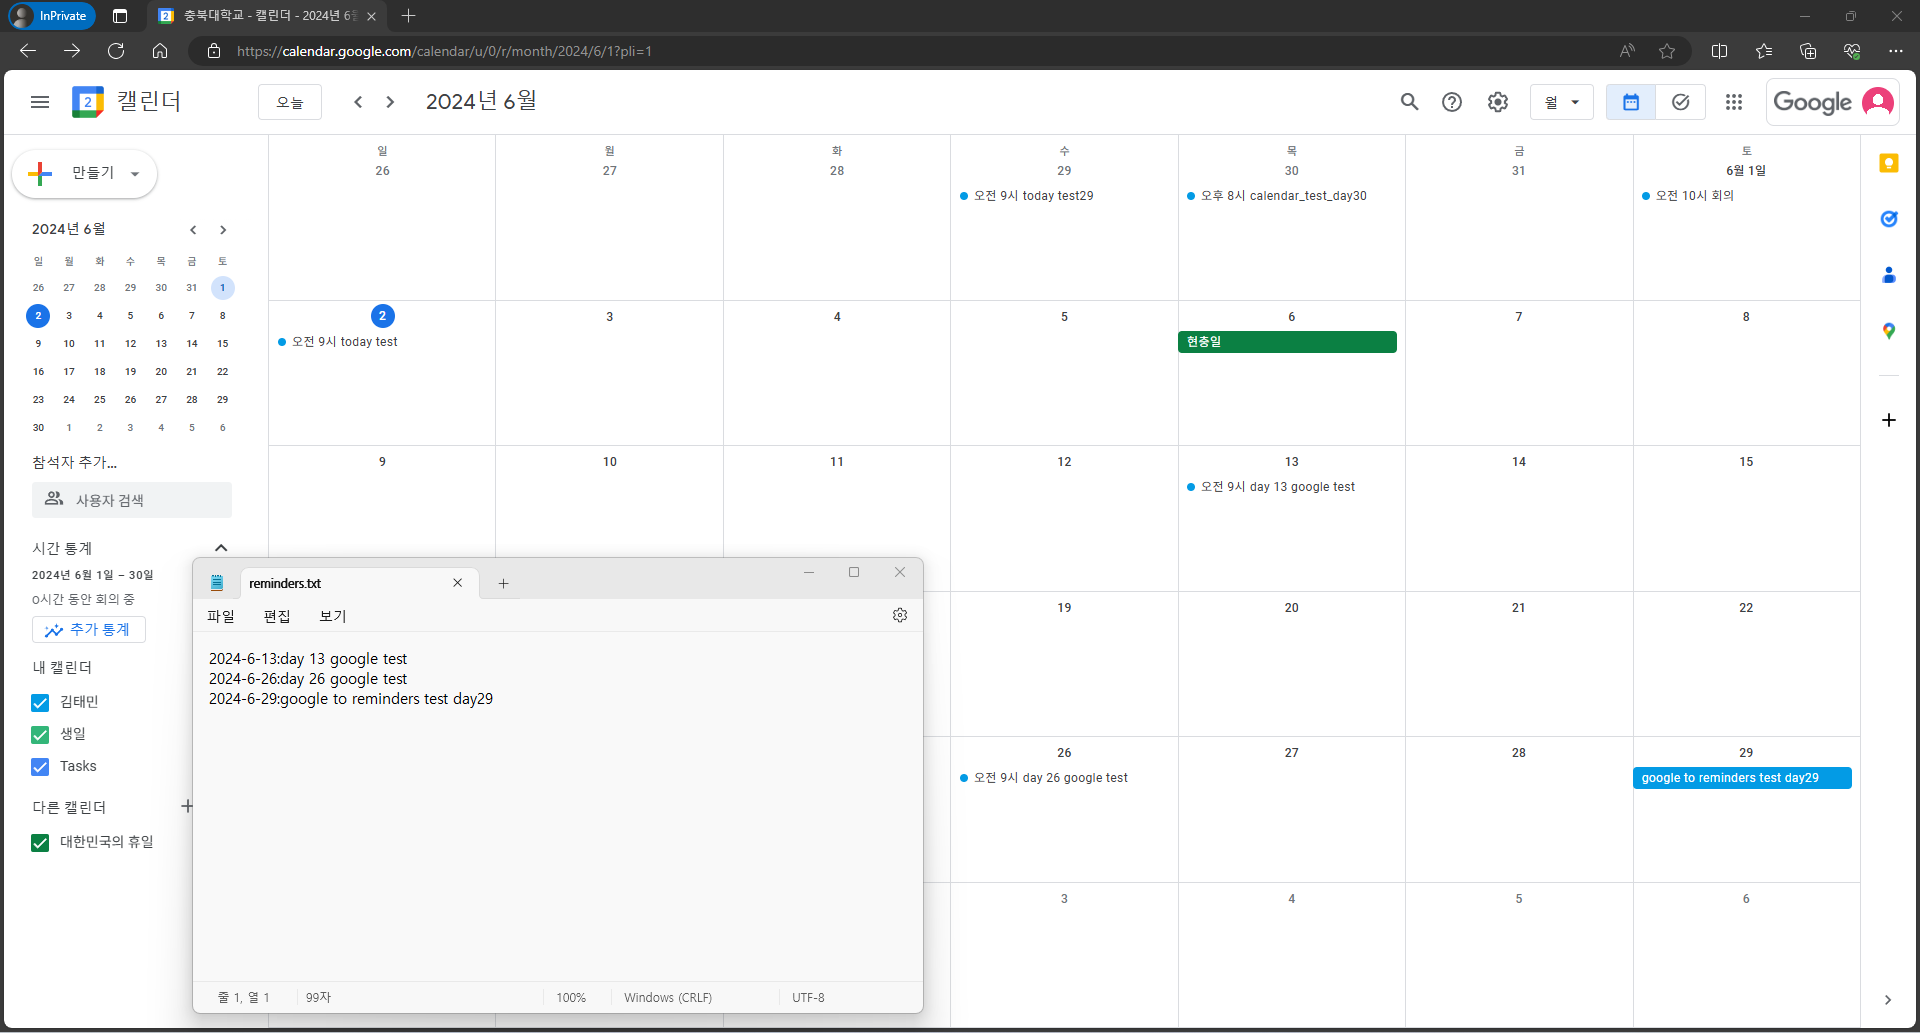 InPrivate
충북대학교 - 캘린더 - 2024년 6월
https://calendar.google.com/calendar/u/0/r/month/2024/6/1?pli=1
2 캘린더
오늘
2024년 6월
월
Google
만들기
2024년 6월
일 월 화 수 목 금 토
26 27 28 29 30 31 1
2 3 4 5 6 7 8
9 10 11 12 13 14 15
16 17 18 19 20 21 22
23 24 25 26 27 28 29
30 1 2 3 4 5 6
참석자 추가...
사용자 검색
시간 통계
2024년 6월 1일 – 30일
0시간 동안 회의 중
추가 통계
내 캘린더
김태민
생일
Tasks
다른 캘린더
대한민국의 휴일
일 월 화 수 목 금 토
26 27 28 29 30 31 6월 1일
오전 9시 today test29
오후 8시 calendar_test_day30
오전 10시 회의
2 3 4 5 6 7 8
오전 9시 today test
현충일
9 10 11 12 13 14 15
오전 9시 day 13 google test
19 20 21 22
26 27 28 29
오전 9시 day 26 google test
google to reminders test day29
3 4 5 6
reminders.txt
파일 편집 보기
2024-6-13:day 13 google test
2024-6-26:day 26 google test
2024-6-29:google to reminders test day29
줄 1, 열 1 99자 100% Windows (CRLF) UTF-8